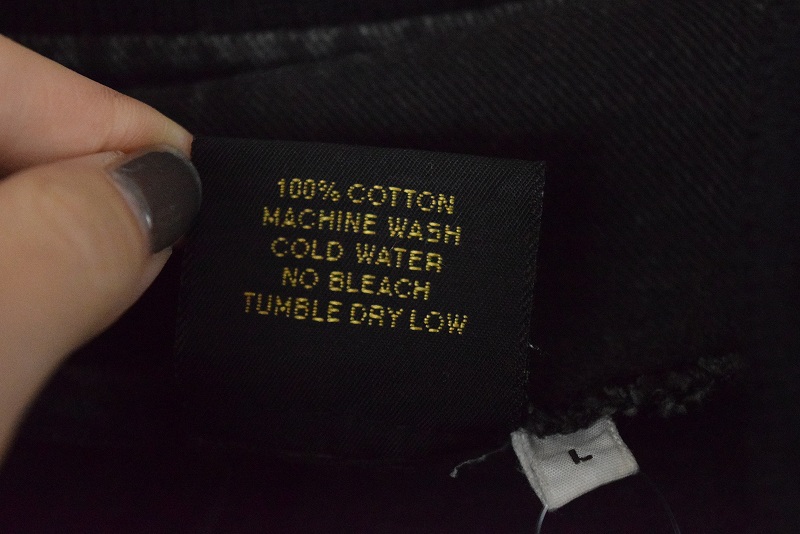 100% COTTON
MACHINE WASH
COLD WATER
NO BLEACH
TUMBLE DRY LOW
L